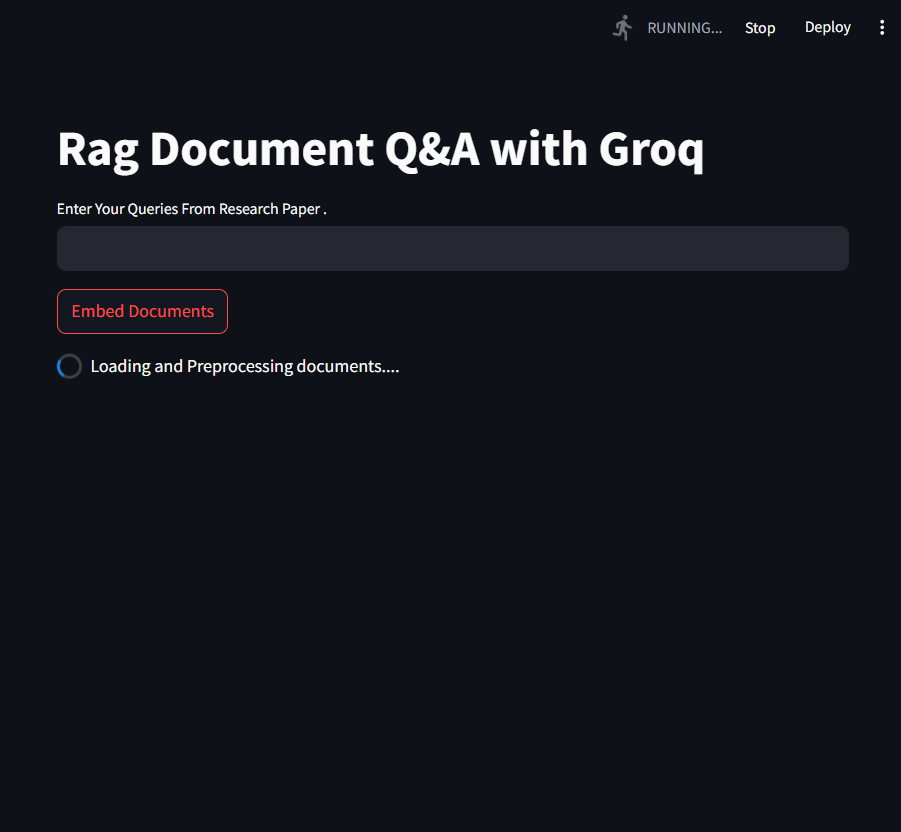 RUNNING... Stop Deploy
Rag Document Q&A with Groq
Enter Your Queries From Research Paper .
Embed Documents
Loading and Preprocessing documents....